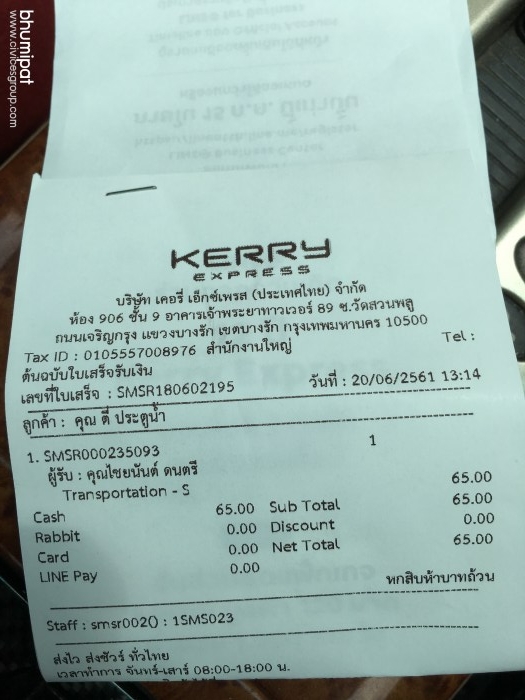 bhumipat
www.civicesgroup.com
KERRY
EXPRESS
บริษัท เคอรี่ เอ็กซ์เพรส (ประเทศไทย) จำกัด
ห้อง 906 ชั้น 9 อาคารเจ้าพระยาทาวเวอร์ 89 ซ.วัดสวนพลู
ถนนเจริญกรุง แขวงบางรัก เขตบางรัก กรุงเทพมหานคร 10500
Tax ID : 0105557008976 สำนักงานใหญ่ Tel :
ต้นฉบับใบเสร็จรับเงิน
เลขที่ใบเสร็จ : SMSR180602195 วันที่ : 20/06/2561 13:14
ลูกค้า : คุณ ตี่ ประตูน้ำ
1. SMSR000235093 1
ผู้รับ : คุณไชยนันต์ ดนตรี
Transportation - S 65.00
Cash 65.00 Sub Total 65.00
Rabbit 0.00 Discount 0.00
Card 0.00 Net Total 65.00
LINE Pay 0.00
หกสิบห้าบาทถ้วน
Staff : smsr002() : 1SMS023
ส่งไว ส่งชัวร์ ทั่วไทย
เวลาทำการ จันทร์-เสาร์ 08:00-18:00 น.